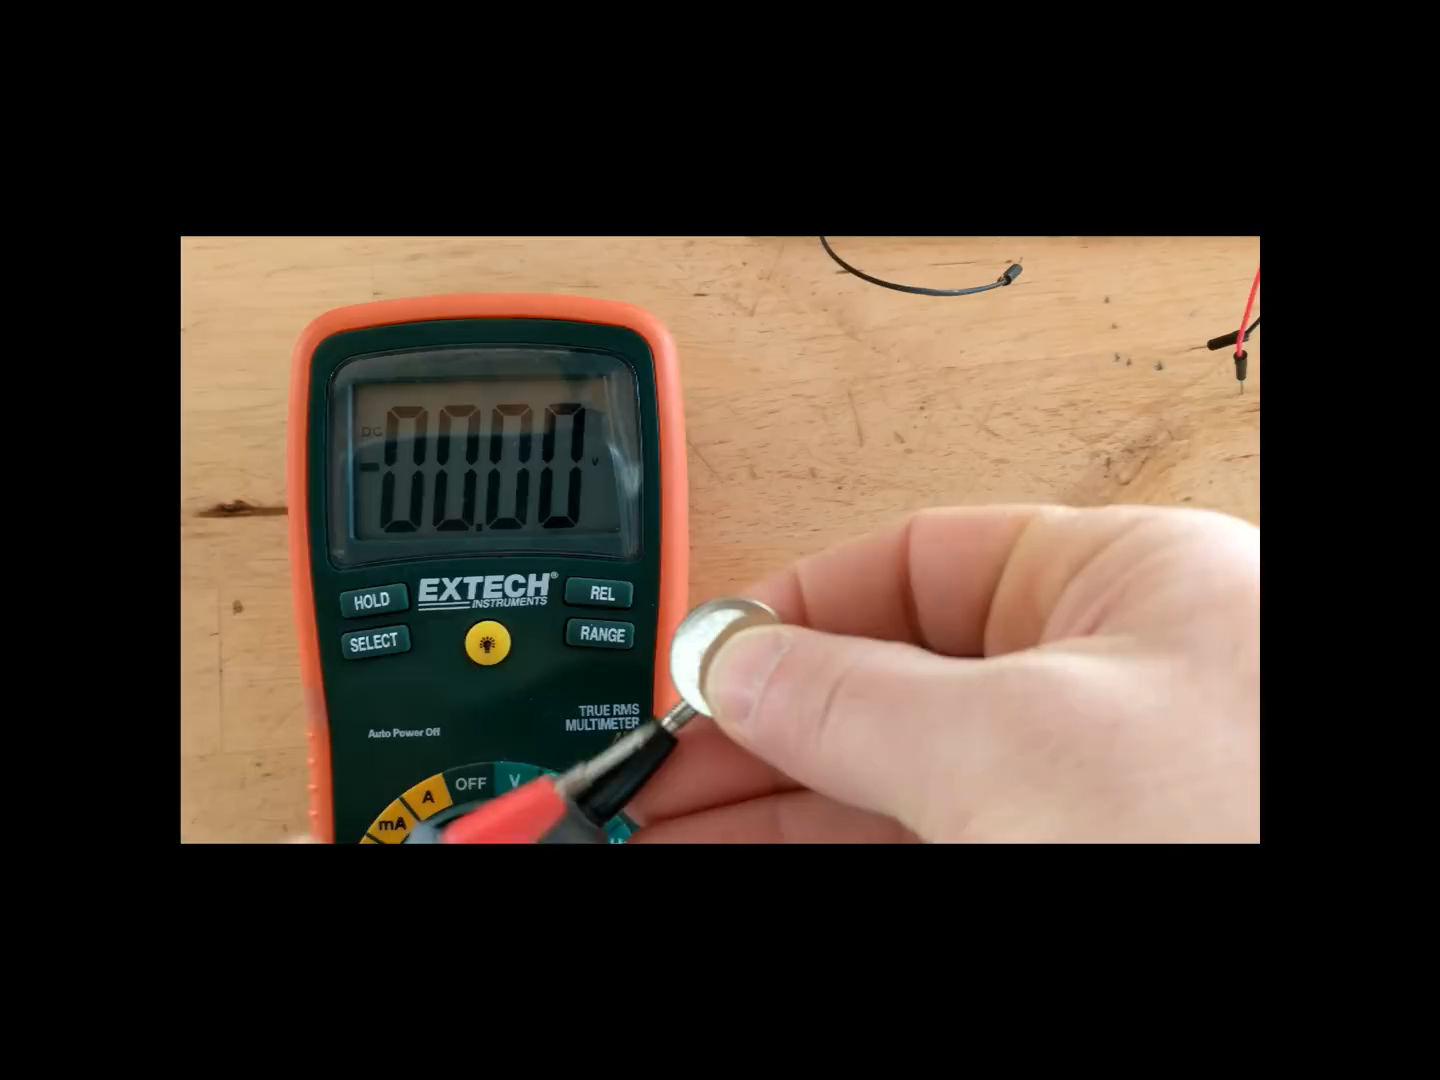 DC
-00.00 V
HOLD EXTECH® REL
INSTRUMENTS
SELECT RANGE
TRUE RMS
MULTIMETER
Auto Power Off
OFF V
A
mA